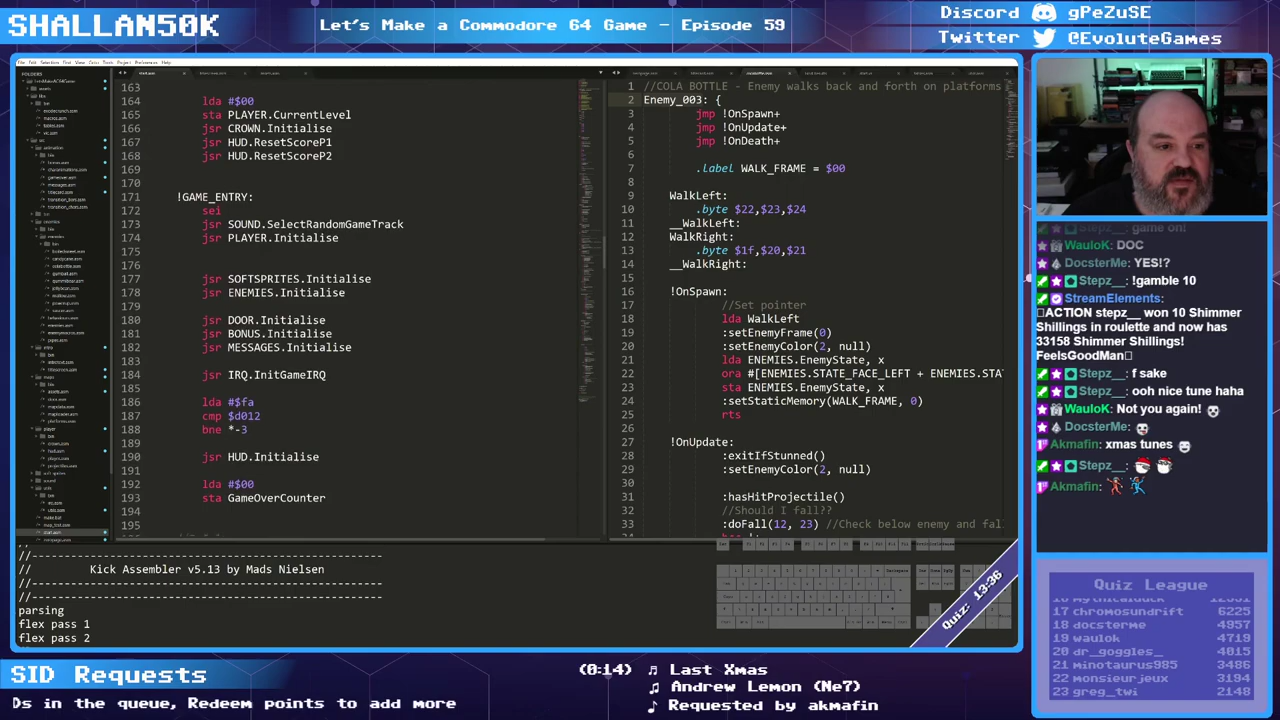 SHALLAN50K
Let's Make a Commodore 64 Game - Episode 59
Discord gPeZuSE
Twitter @EvoluteGames
FOLDERS
163
164 lda #$00
165 sta PLAYER.CurrentLevel
166 jsr CROWN.Initialise
167 jsr HUD.ResetScoreP1
168 jsr HUD.ResetScoreP2
169
170
171 !GAME_ENTRY:
172 sei
173 jsr SOUND.SelectRandomGameTrack
174 jsr PLAYER.Initialise
175
176
177 jsr SOFTSPRITES.Initialise
178 jsr ENEMIES.Initialise
179
180 jsr DOOR.Initialise
181 jsr BONUS.Initialise
182 jsr MESSAGES.Initialise
183
184 jsr IRQ.InitGameIRQ
185
186 lda #$fa
187 cmp $d012
188 bne *-3
189
190 jsr HUD.Initialise
191
192 lda #$00
193 sta GameOverCounter
194
195
1 //COLA BOTTLE - Enemy walks back and forth on platforms
2 Enemy_003: {
3 jmp !OnSpawn+
4 jmp !OnUpdate+
5 jmp !OnDeath+
6
7 .label WALK_FRAME = $00
8
9 WalkLeft:
10 .byte $22,$23,$24
11 __WalkLeft:
12 WalkRight:
13 .byte $1f,$20,$21
14 __WalkRight:
15
16 !OnSpawn:
17 //Set pointer
18 lda WalkLeft
19 :setEnemyFrame(0)
20 :setEnemyColor(2, null)
21 lda ENEMIES.EnemyState, x
22 ora #[ENEMIES.STATE_FACE_LEFT + ENEMIES.STA
23 sta ENEMIES.EnemyState, x
24 :setStaticMemory(WALK_FRAME, 0)
25 rts
26
27 !OnUpdate:
28 :exitIfStunned()
29 :setEnemyColor(2, null)
30
31 :hasHitProjectile()
32 //Should I fall??
33 :doFall(12, 23) //Check below enemy and fal
//------------------------------------------------------
// Kick Assembler v5.13 by Mads Nielsen
//------------------------------------------------------
parsing
flex pass 1
flex pass 2
Quiz: 13:36
Stepz_: game on!
WauloK: DOC
DocsterMe: YES!?
Stepz_: !gamble 10
StreamElements:
ACTION stepz__ won 10 Shimmer
Shillings in roulette and now has
33158 Shimmer Shillings!
FeelsGoodMan
Stepz_: f sake
Stepz_: ooh nice tune haha
WauloK: Not you again!
DocsterMe:
Akmafin: xmas tunes
Stepz_:
Akmafin:
Quiz League
17 chromosundrift 6225
18 docsterme 4957
19 waulok 4719
20 dr_goggles_ 4015
21 minotaurus985 3486
22 monsieurjeux 3194
23 greg_twi 2148
SID Requests
Ds in the queue, Redeem points to add more
(0:14) ♫ Last Xmas
♫ Andrew Lemon (Ne7)
♪ Requested by akmafin